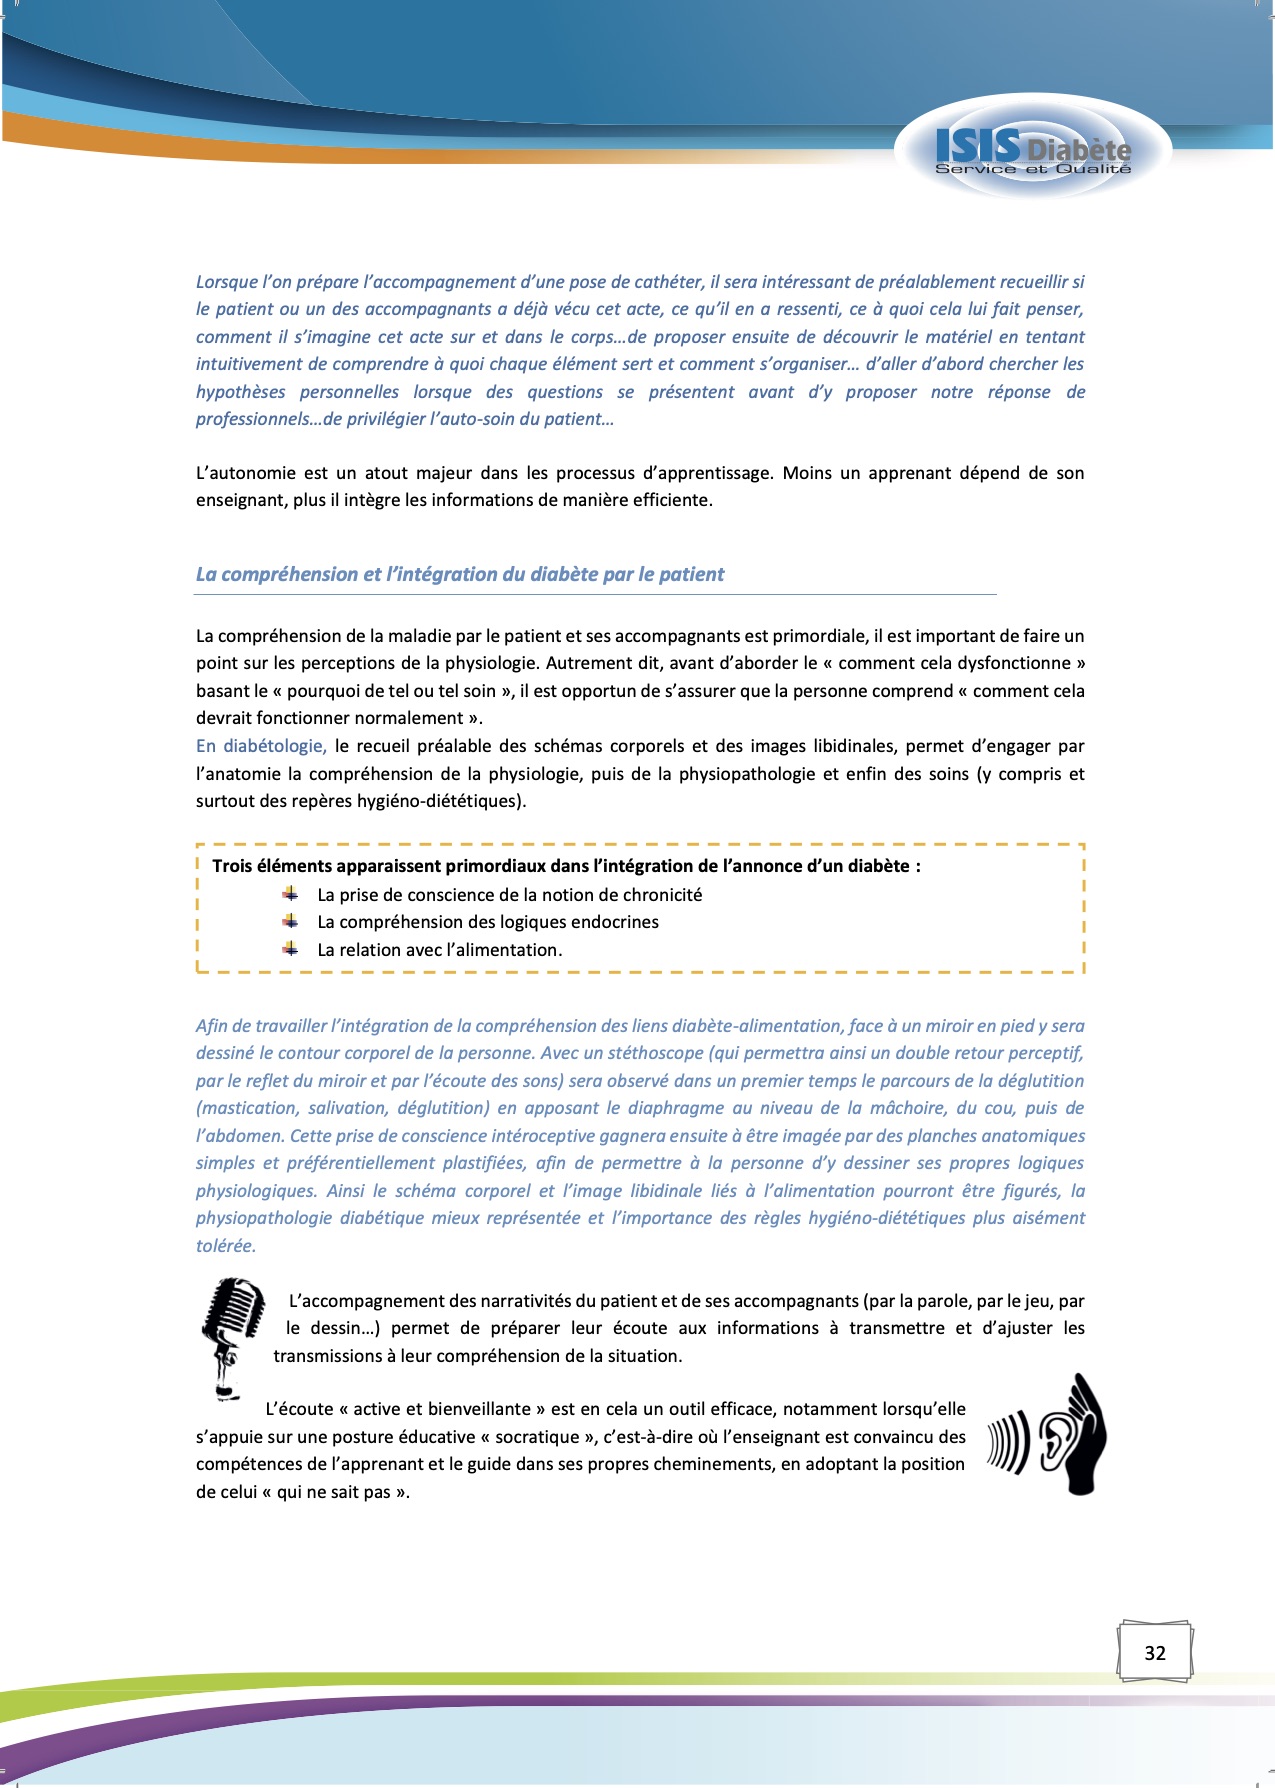 ISIS Diabète
Service et Qualité
Lorsque l’on prépare l’accompagnement d’une pose de cathéter, il sera intéressant de préalablement recueillir si
le patient ou un des accompagnants a déjà vécu cet acte, ce qu’il en a ressenti, ce à quoi cela lui fait penser,
comment il s’imagine cet acte sur et dans le corps…de proposer ensuite de découvrir le matériel en tentant
intuitivement de comprendre à quoi chaque élément sert et comment s’organiser… d’aller d’abord chercher les
hypothèses personnelles lorsque des questions se présentent avant d’y proposer notre réponse de
professionnels…de privilégier l’auto-soin du patient…
L’autonomie est un atout majeur dans les processus d’apprentissage. Moins un apprenant dépend de son
enseignant, plus il intègre les informations de manière efficiente.
La compréhension et l’intégration du diabète par le patient
La compréhension de la maladie par le patient et ses accompagnants est primordiale, il est important de faire un
point sur les perceptions de la physiologie. Autrement dit, avant d’aborder le « comment cela dysfonctionne »
basant le « pourquoi de tel ou tel soin », il est opportun de s’assurer que la personne comprend « comment cela
devrait fonctionner normalement ».
En diabétologie, le recueil préalable des schémas corporels et des images libidinales, permet d’engager par
l’anatomie la compréhension de la physiologie, puis de la physiopathologie et enfin des soins (y compris et
surtout des repères hygiéno-diététiques).
Trois éléments apparaissent primordiaux dans l’intégration de l’annonce d’un diabète :
La prise de conscience de la notion de chronicité
La compréhension des logiques endocrines
La relation avec l’alimentation.
Afin de travailler l’intégration de la compréhension des liens diabète-alimentation, face à un miroir en pied y sera
dessiné le contour corporel de la personne. Avec un stéthoscope (qui permettra ainsi un double retour perceptif,
par le reflet du miroir et par l’écoute des sons) sera observé dans un premier temps le parcours de la déglutition
(mastication, salivation, déglutition) en apposant le diaphragme au niveau de la mâchoire, du cou, puis de
l’abdomen. Cette prise de conscience intéroceptive gagnera ensuite à être imagée par des planches anatomiques
simples et préférentiellement plastifiées, afin de permettre à la personne d’y dessiner ses propres logiques
physiologiques. Ainsi le schéma corporel et l’image libidinale liés à l’alimentation pourront être figurés, la
physiopathologie diabétique mieux représentée et l’importance des règles hygiéno-diététiques plus aisément
tolérée.
L’accompagnement des narrativités du patient et de ses accompagnants (par la parole, par le jeu, par
le dessin…) permet de préparer leur écoute aux informations à transmettre et d’ajuster les
transmissions à leur compréhension de la situation.
L’écoute « active et bienveillante » est en cela un outil efficace, notamment lorsqu’elle
s’appuie sur une posture éducative « socratique », c’est-à-dire où l’enseignant est convaincu des
compétences de l’apprenant et le guide dans ses propres cheminements, en adoptant la position
de celui « qui ne sait pas ».
32